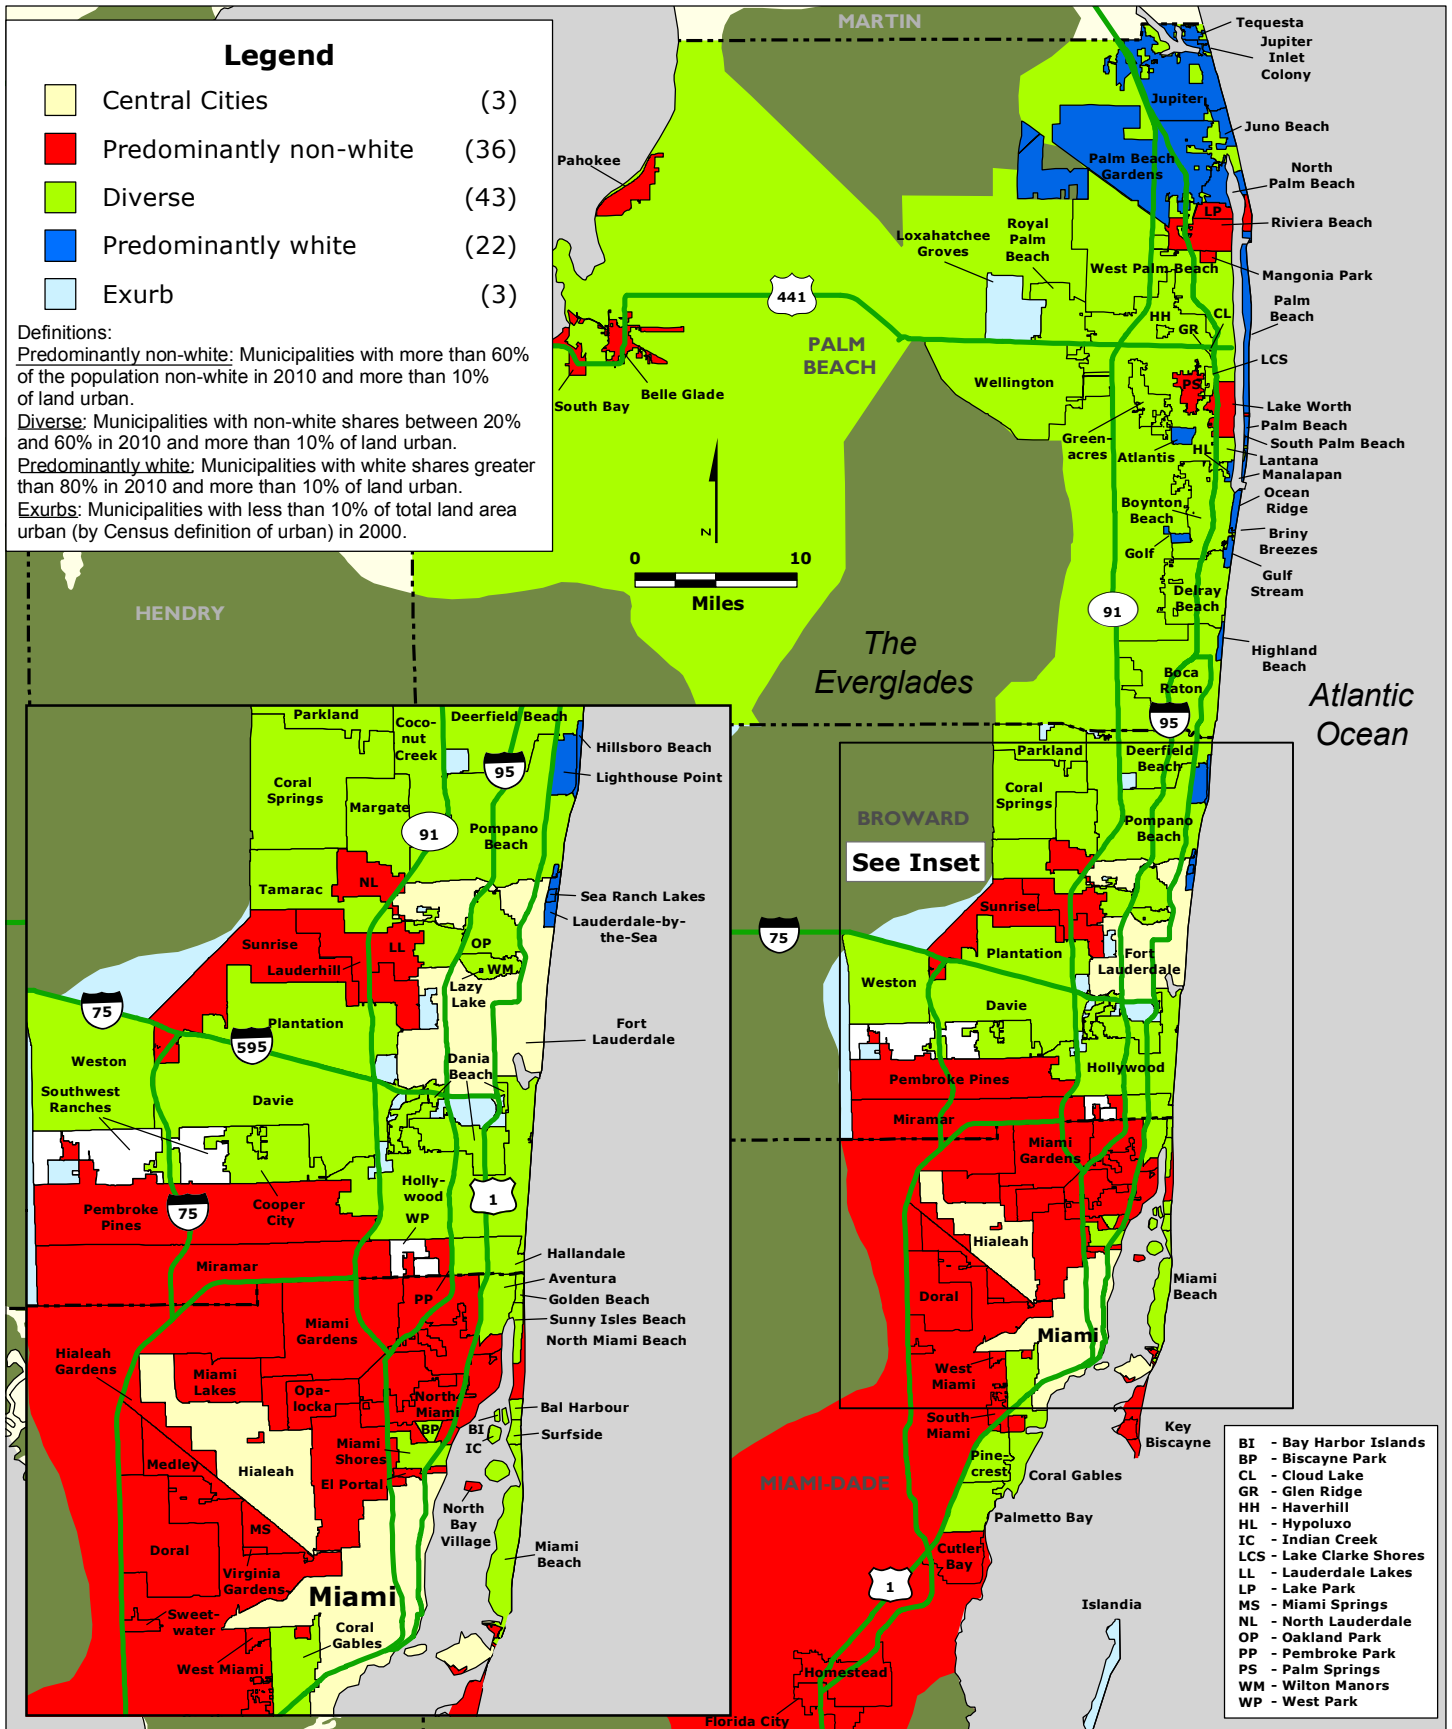 Legend
Central Cities (3)
Predominantly non-white (36)
Diverse (43)
Predominantly white (22)
Exurb (3)
Definitions:
Predominantly non-white: Municipalities with more than 60%
of the population non-white in 2010 and more than 10%
of land urban.
Diverse: Municipalities with non-white shares between 20%
and 60% in 2010 and more than 10% of land urban.
Predominantly white: Municipalities with white shares greater
than 80% in 2010 and more than 10% of land urban.
Exurbs: Municipalities with less than 10% of total land area
urban (by Census definition of urban) in 2000.
MARTIN
Tequesta
Jupiter
Inlet
Colony
Jupiter
Juno Beach
Palm Beach
Gardens
North
Palm Beach
LP
Riviera Beach
Pahokee
Loxahatchee
Groves
Royal
Palm
Beach
West Palm Beach
Mangonia Park
441
HH
GR
CL
Palm
Beach
PALM
BEACH
LCS
Wellington
PS
South Bay
Belle Glade
Lake Worth
Palm Beach
Green-
acres
Atlantis
HL
South Palm Beach
Lantana
Manalapan
Ocean
Ridge
Boynton
Beach
Briny
Breezes
Golf
Gulf
Stream
N
0 10
Miles
Delray
Beach
91
HENDRY
The
Everglades
Highland
Beach
Boca
Raton
95
Atlantic
Ocean
Parkland
Coco-
nut
Creek
Deerfield Beach
Hillsboro Beach
Lighthouse Point
95
Coral
Springs
Margate
91
Pompano
Beach
NL
Tamarac
Sea Ranch Lakes
Lauderdale-by-
the-Sea
Sunrise
LL
OP
Lauderhill
WM
Lazy
Lake
75
Plantation
595
Fort
Lauderdale
Weston
Dania
Beach
Southwest
Ranches
Davie
Holly-
wood
1
Pembroke
Pines
75
Cooper
City
WP
Miramar
Hallandale
Aventura
PP
Golden Beach
Sunny Isles Beach
North Miami Beach
Miami
Gardens
Hialeah
Gardens
Miami
Lakes
Opa-
locka
North
Miami
Bal Harbour
BP
BI
IC
Surfside
Miami
Shores
Medley
Hialeah
El Portal
North
Bay
Village
MS
Doral
Miami
Beach
Virginia
Gardens
Miami
Sweet-
water
Coral
Gables
West Miami
Parkland
Deerfield
Beach
Coral
Springs
BROWARD
Pompano
Beach
See Inset
Sunrise
75
Plantation
Fort
Lauderdale
Weston
Davie
Hollywood
Pembroke Pines
Miramar
Miami
Gardens
Hialeah
Doral
Miami
Beach
Miami
West
Miami
South
Miami
Key
Biscayne
Pine-
crest
Coral Gables
MIAMI-DADE
Palmetto Bay
Cutler
Bay
1
Islandia
Homestead
Florida City
BI - Bay Harbor Islands
BP - Biscayne Park
CL - Cloud Lake
GR - Glen Ridge
HH - Haverhill
HL - Hypoluxo
IC - Indian Creek
LCS - Lake Clarke Shores
LL - Lauderdale Lakes
LP - Lake Park
MS - Miami Springs
NL - North Lauderdale
OP - Oakland Park
PP - Pembroke Park
PS - Palm Springs
WM - Wilton Manors
WP - West Park